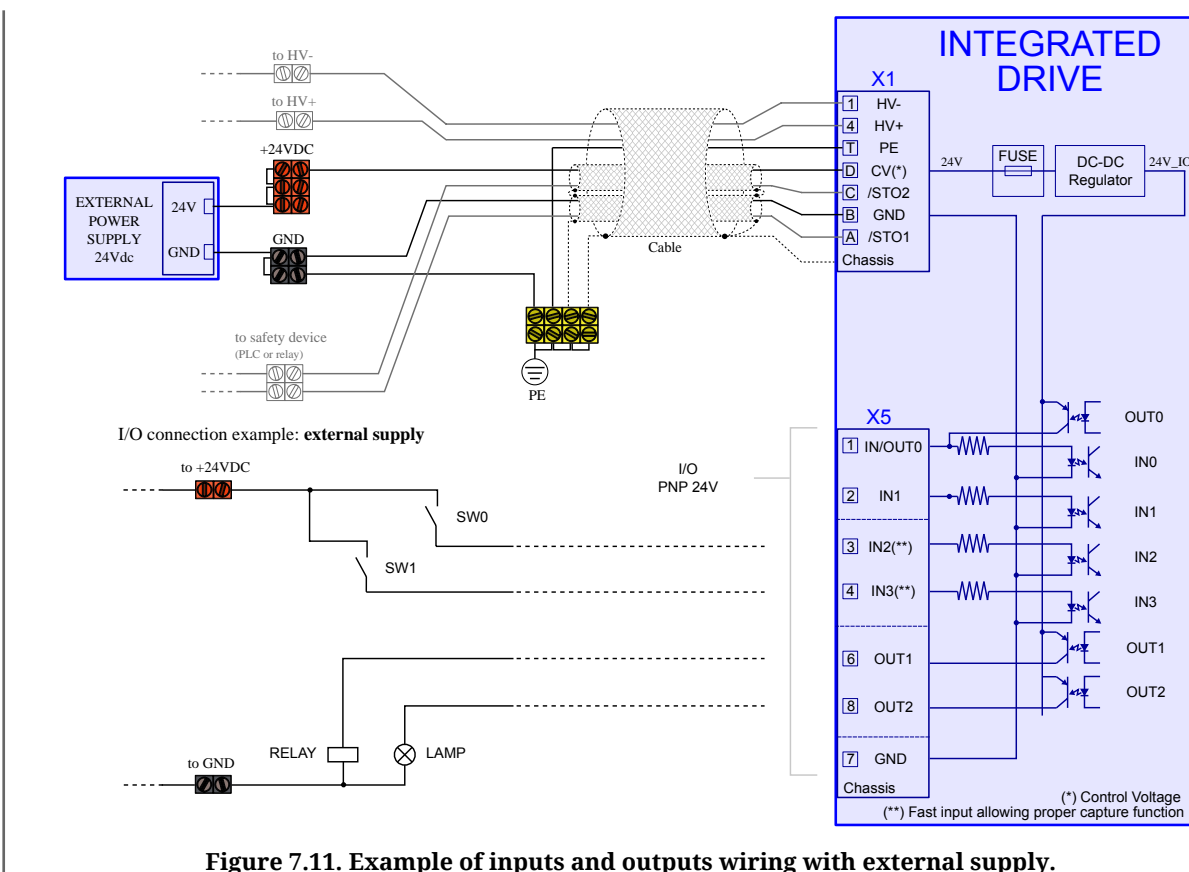 INTEGRATED
DRIVE
to HV-
to HV+
+24VDC
EXTERNAL
POWER
SUPPLY
24Vdc
24V
GND
GND
to safety device
(PLC or relay)
PE
Cable
X1
1 HV-
4 HV+
T PE
D CV(*)
C /STO2
B GND
A /STO1
Chassis
24V
FUSE
DC-DC
Regulator
24V_IO
I/O connection example: external supply
to +24VDC
SW0
SW1
RELAY
LAMP
to GND
I/O
PNP 24V
X5
1 IN/OUT0
2 IN1
3 IN2(**)
4 IN3(**)
6 OUT1
8 OUT2
7 GND
Chassis
OUT0
IN0
IN1
IN2
IN3
OUT1
OUT2
(*) Control Voltage
(**) Fast input allowing proper capture function
Figure 7.11. Example of inputs and outputs wiring with external supply.